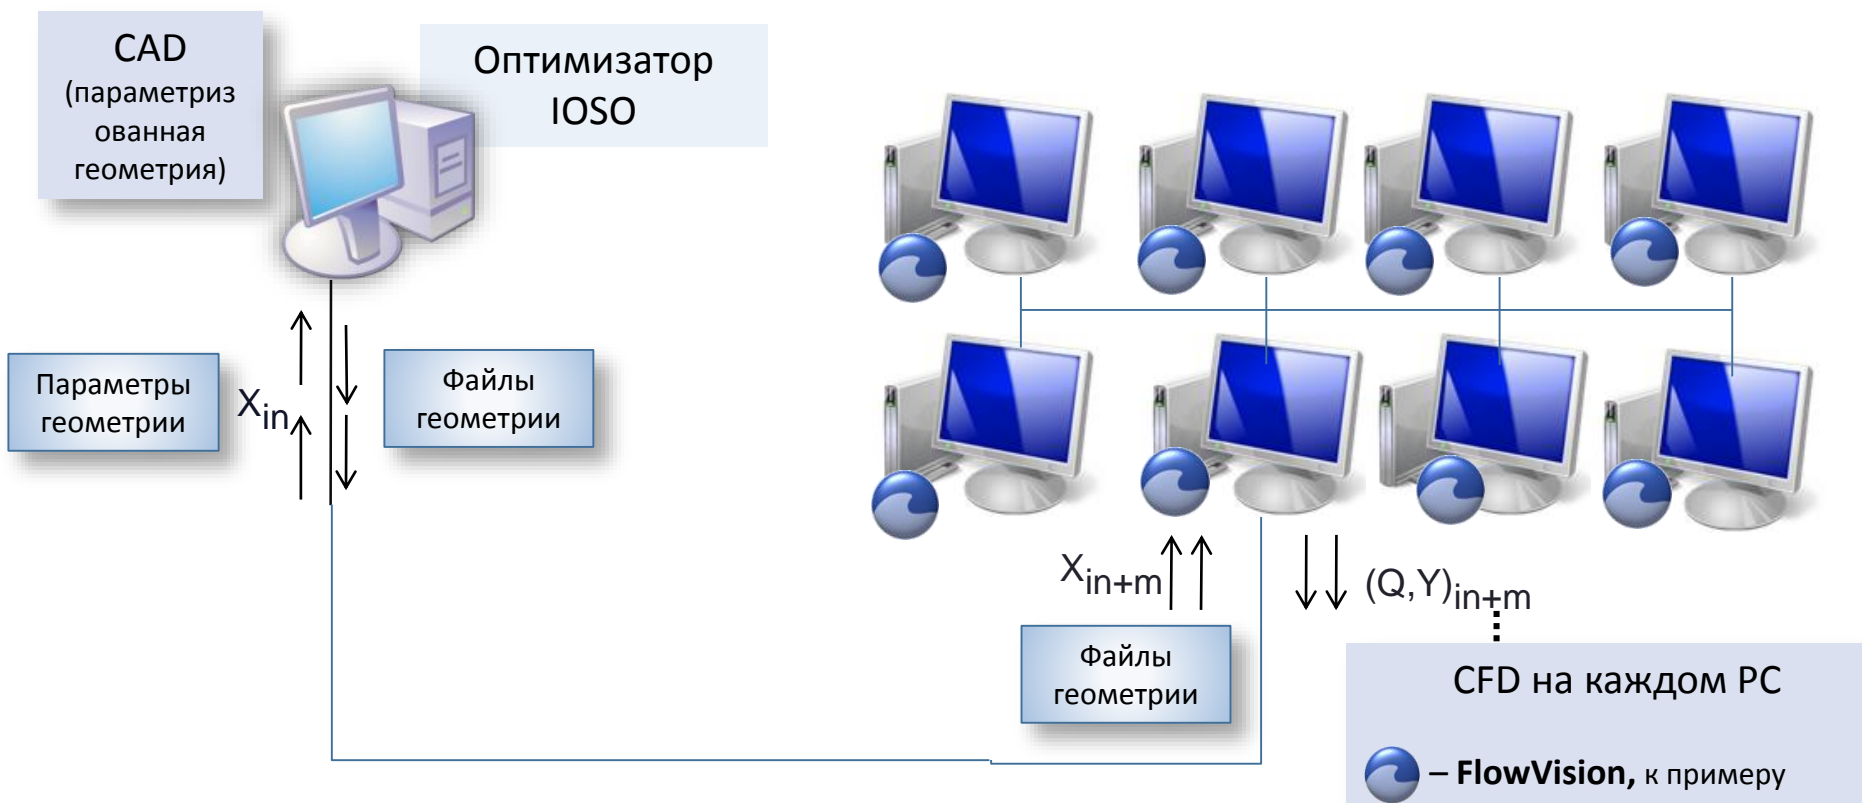 CAD
(параметриз
ованная
геометрия)
Оптимизатор
IOSO
Параметры
геометрии
Xin
Файлы
геометрии
Xin+m
(Q,Y)in+m
Файлы
геометрии
CFD на каждом PC
– FlowVision, к примеру